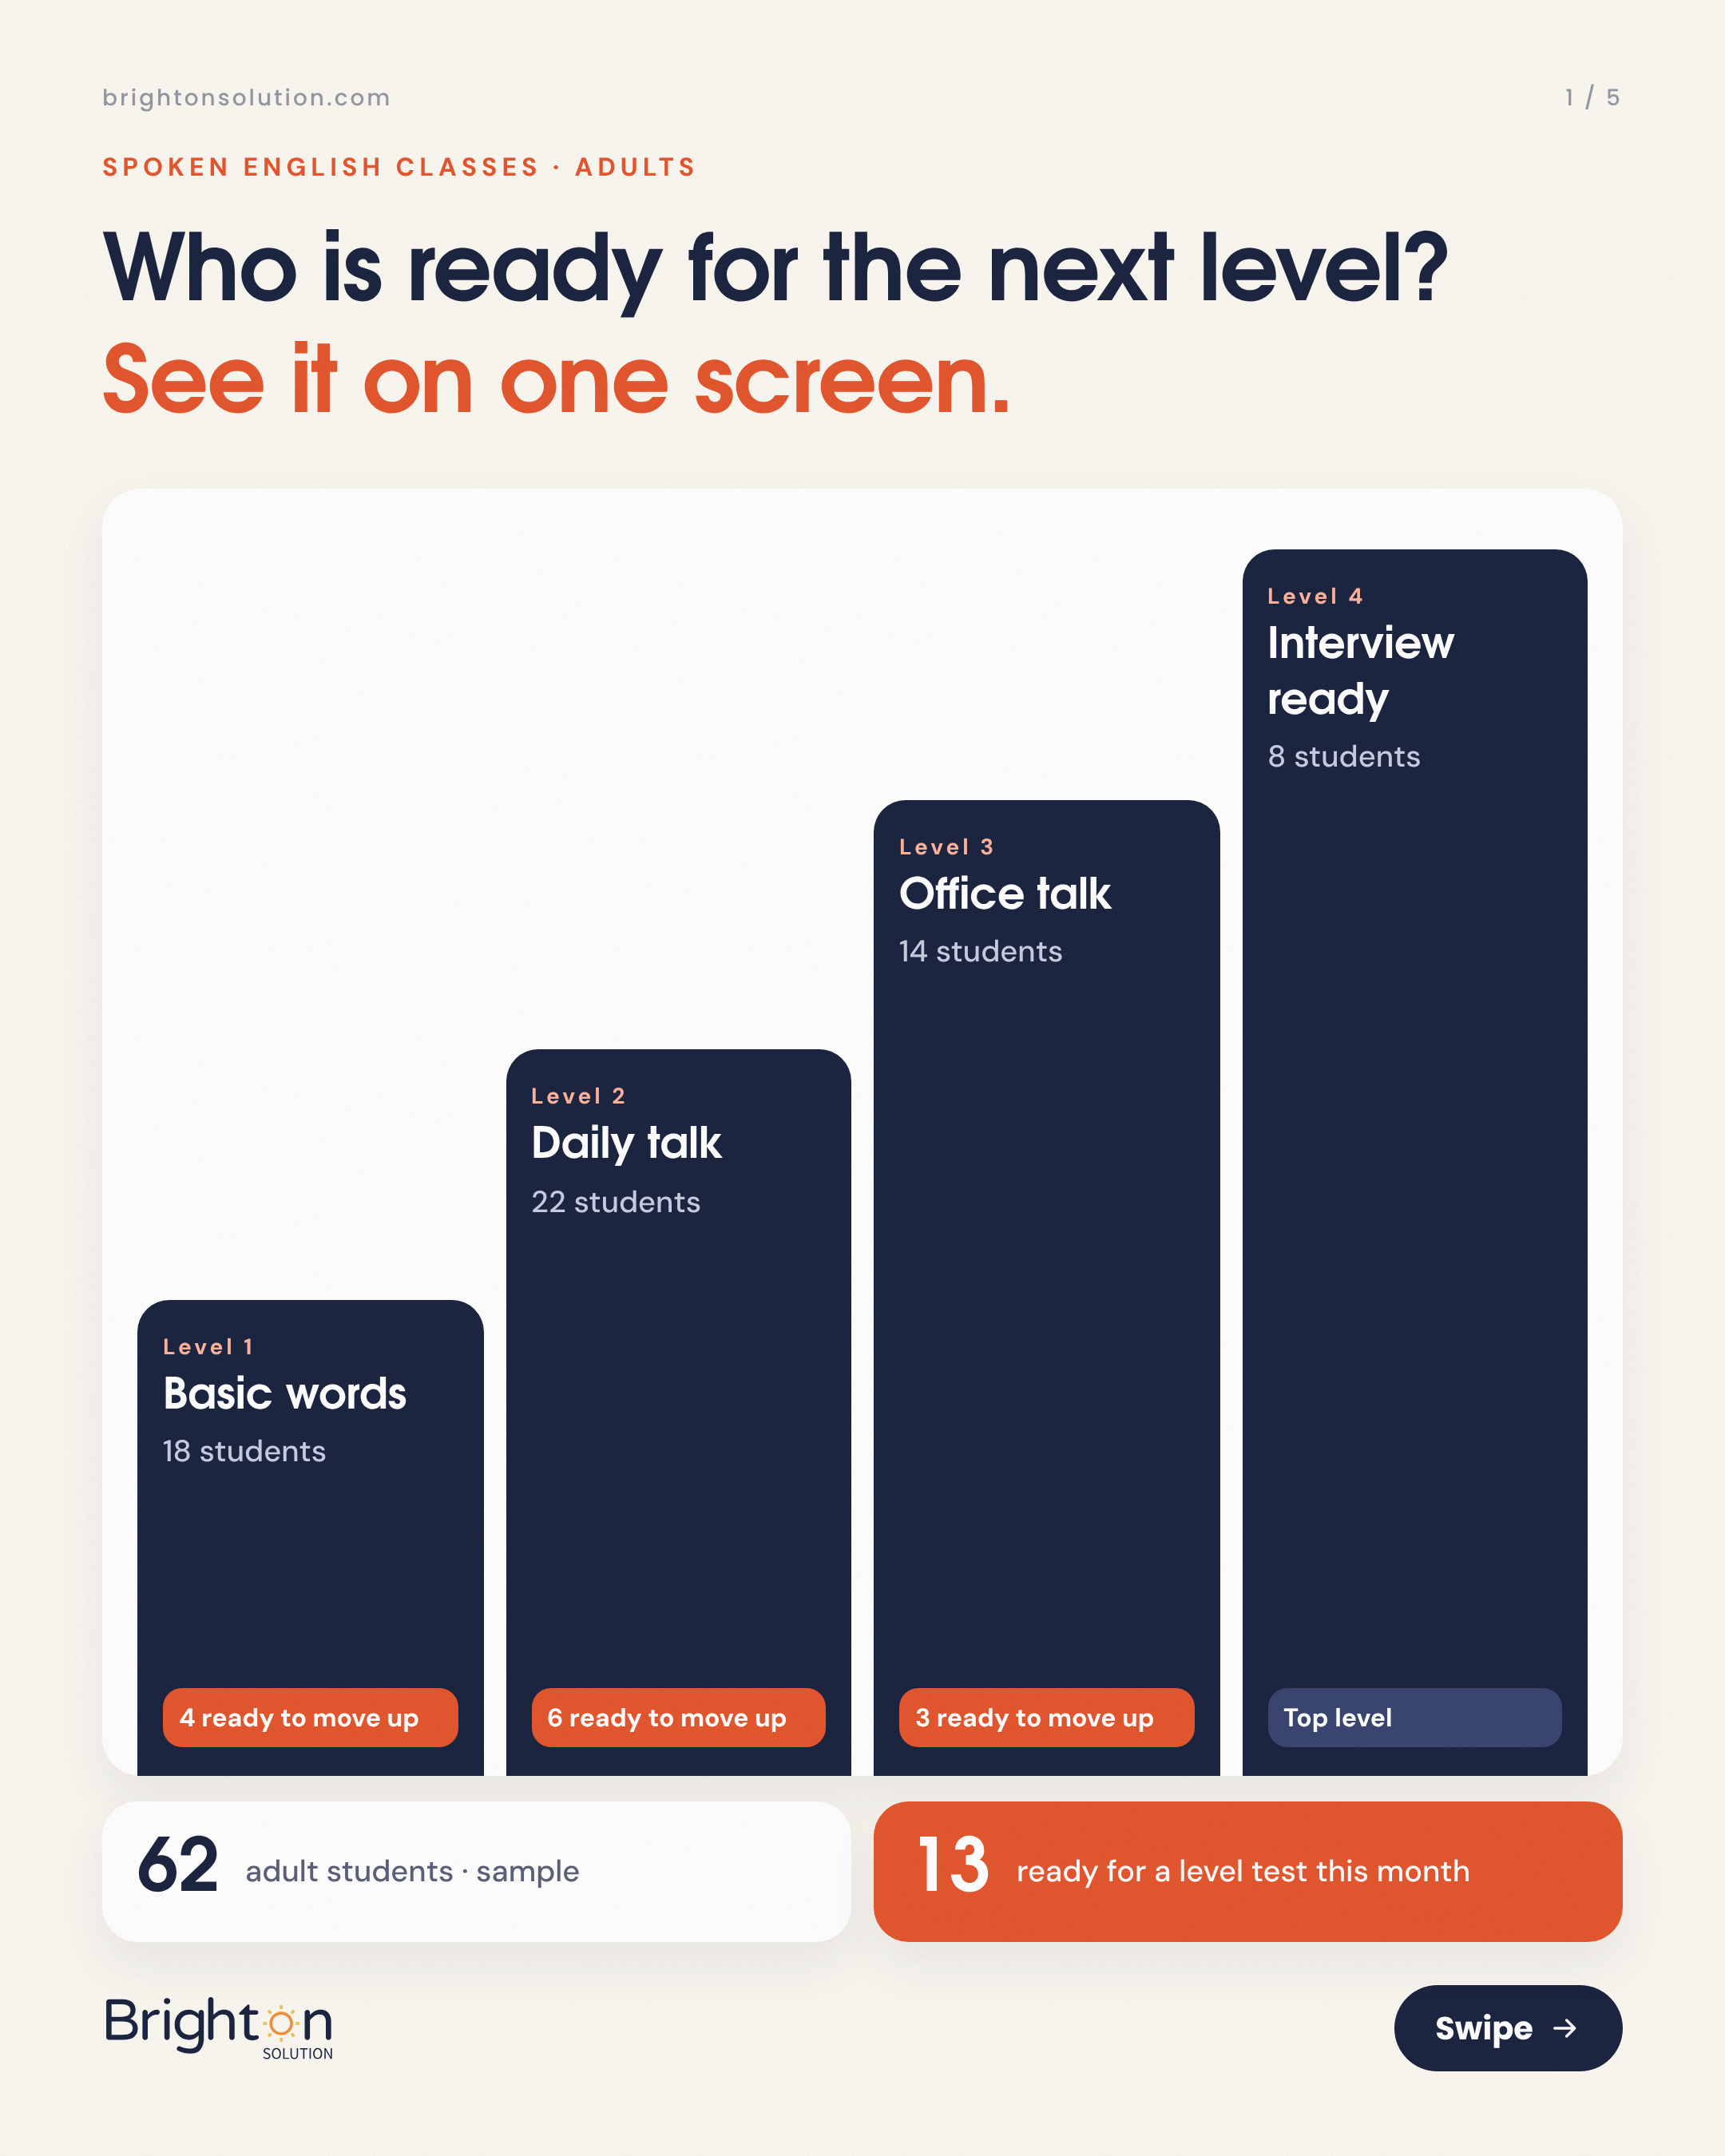 brightonsolution.com
1 / 5
SPOKEN ENGLISH CLASSES · ADULTS
Who is ready for the next level?
See it on one screen.
Level 1
Basic words
18 students
4 ready to move up
Level 2
Daily talk
22 students
6 ready to move up
Level 3
Office talk
14 students
3 ready to move up
Level 4
Interview
ready
8 students
Top level
62 adult students · sample
13 ready for a level test this month
Brighton
SOLUTION
Swipe →